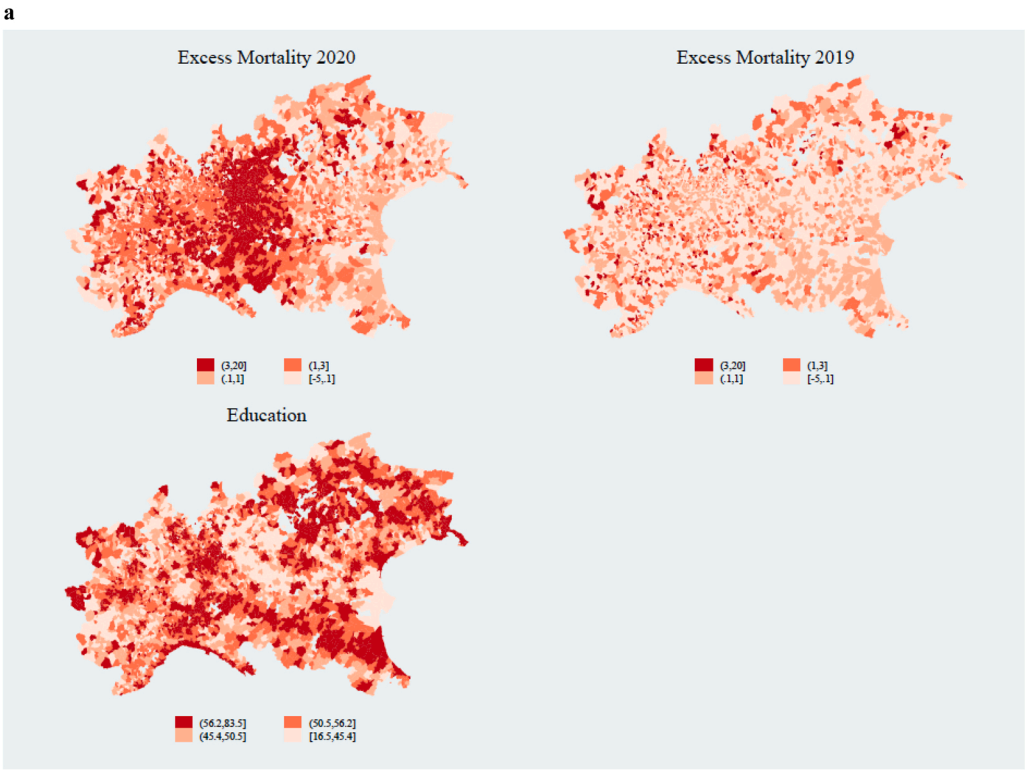 a
Excess Mortality 2020
Excess Mortality 2019
(3,20] (1,3]
(.1,1] [-5,.1]
(3,20] (1,3]
(.1,1] [-5,.1]
Education
(56.2,83.5] (50.5,56.2]
(45.4,50.5] [16.5,45.4]